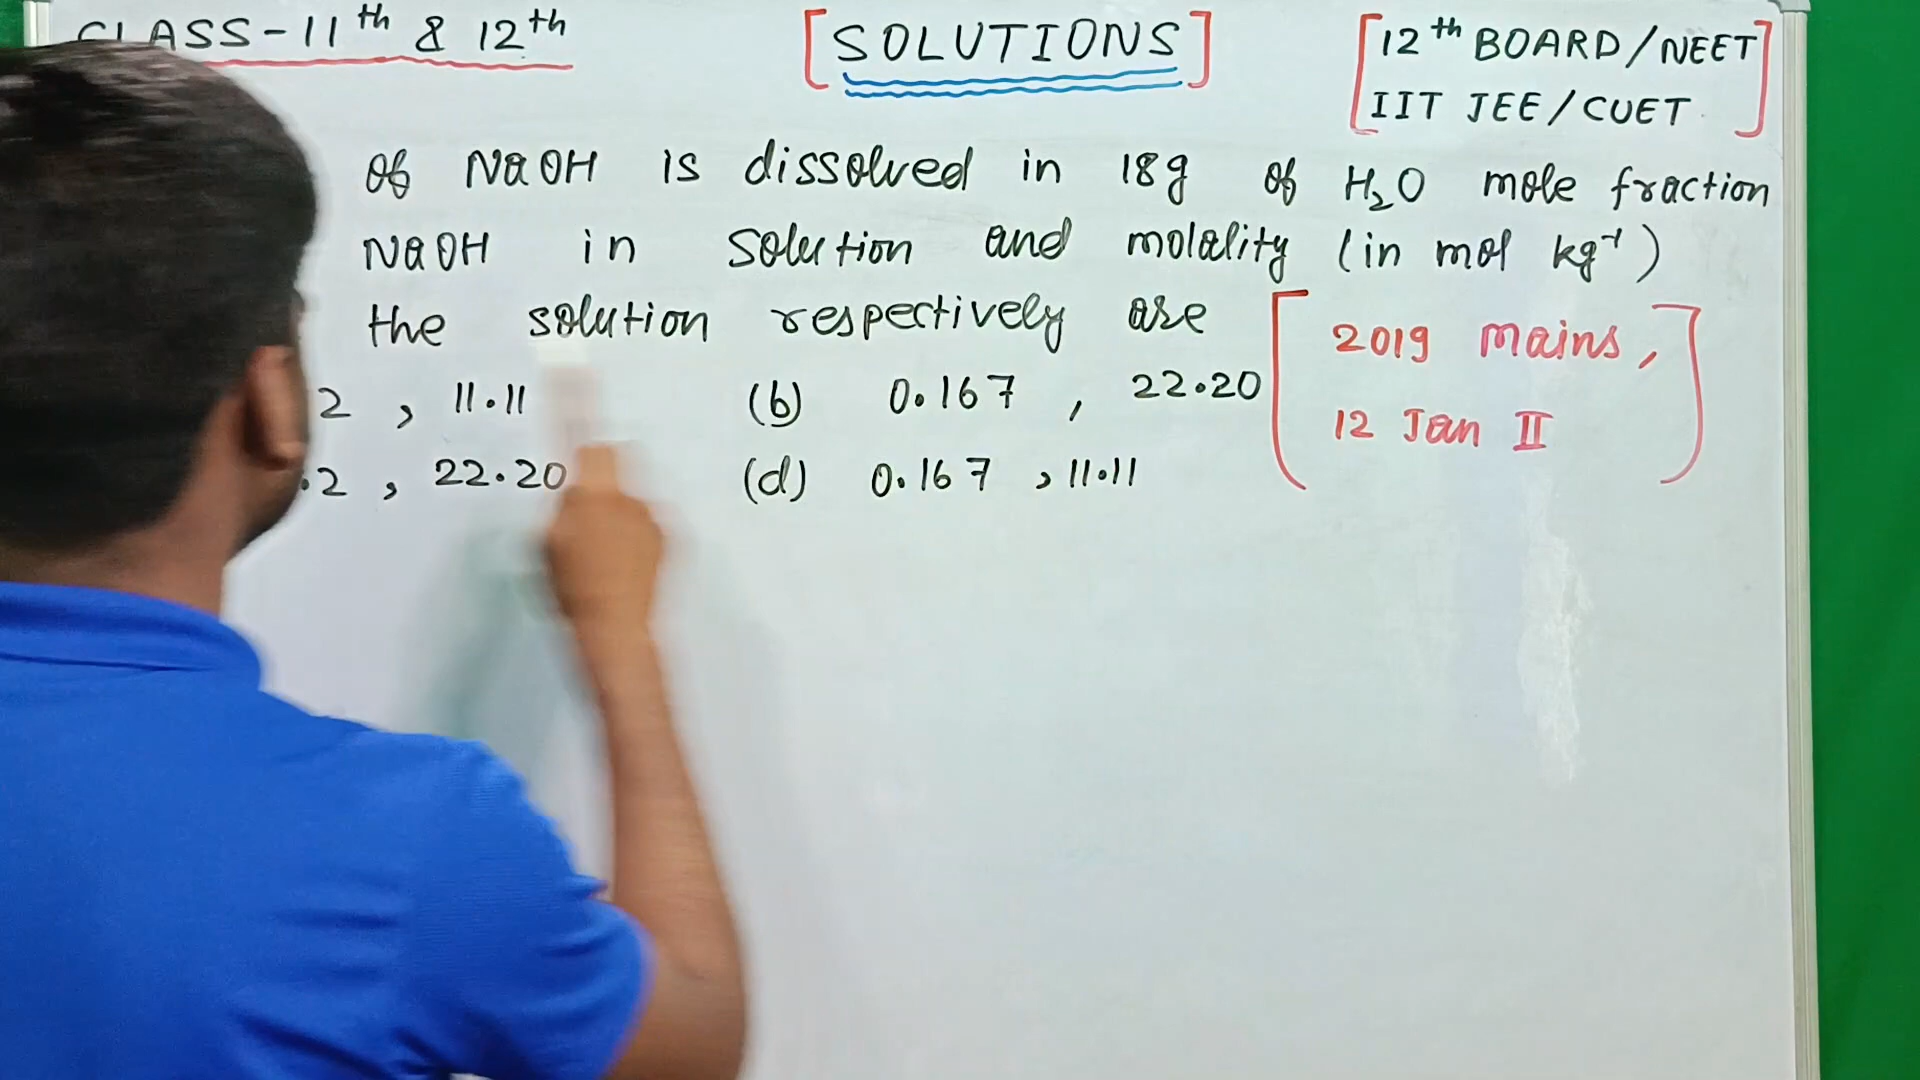 CLASS-11th & 12th
[SOLUTIONS]
[12th BOARD/NEET
IIT JEE/CUET]
of NaOH is dissolved in 18g of H₂O mole fraction
NaOH in Solution and molality (in mol kg⁻¹)
the solution respectively are
[2019 Mains,
12 Jan II]
2 , 11.11 (b) 0.167 , 22.20
.2 , 22.20 (d) 0.167 , 11.11